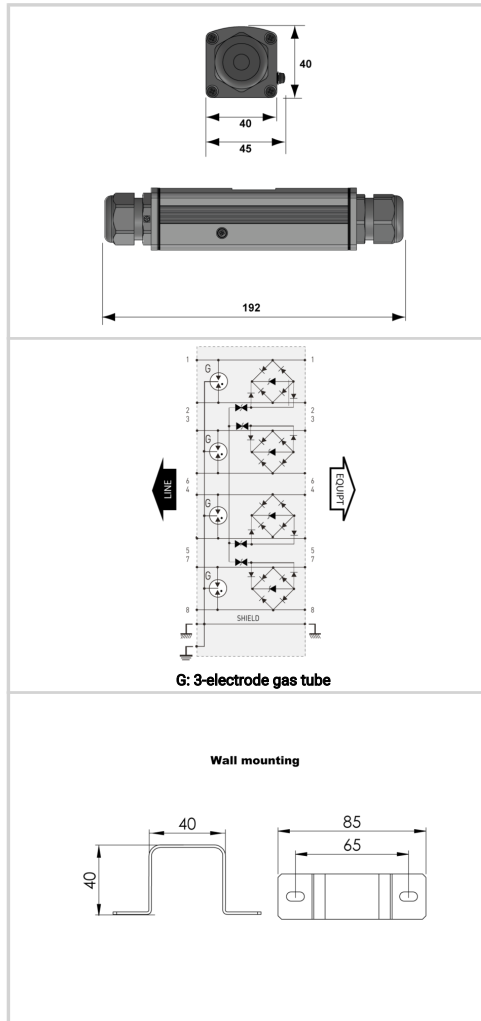 40
40
45
192
1 1
G
2 2
3 3
G
6 6
4 4
LINE
EQUIPT
G
5 5
7 7
G
8 8
SHIELD
G: 3-electrode gas tube
Wall mounting
40
85
65
40